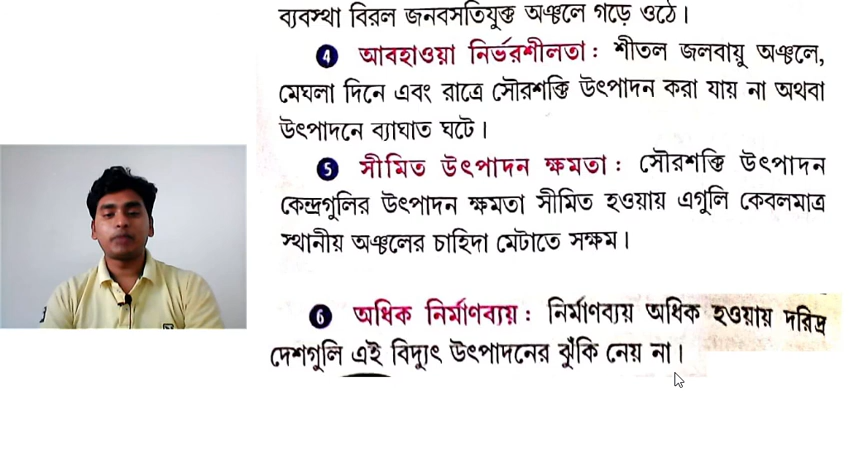 ব্যবস্থা বিরল জনবসতিযুক্ত অঞ্চলে গড়ে ওঠে।
4 আবহাওয়া নির্ভরশীলতা : শীতল জলবায়ু অঞ্চলে,
মেঘলা দিনে এবং রাত্রে সৌরশক্তি উৎপাদন করা যায় না অথবা
উৎপাদনে ব্যাঘাত ঘটে।
5 সীমিত উৎপাদন ক্ষমতা : সৌরশক্তি উৎপাদন
কেন্দ্রগুলির উৎপাদন ক্ষমতা সীমিত হওয়ায় এগুলি কেবলমাত্র
স্থানীয় অঞ্চলের চাহিদা মেটাতে সক্ষম।
6 অধিক নির্মাণব্যয় : নির্মাণব্যয় অধিক হওয়ায় দরিদ্র
দেশগুলি এই বিদ্যুৎ উৎপাদনের ঝুঁকি নেয় না।